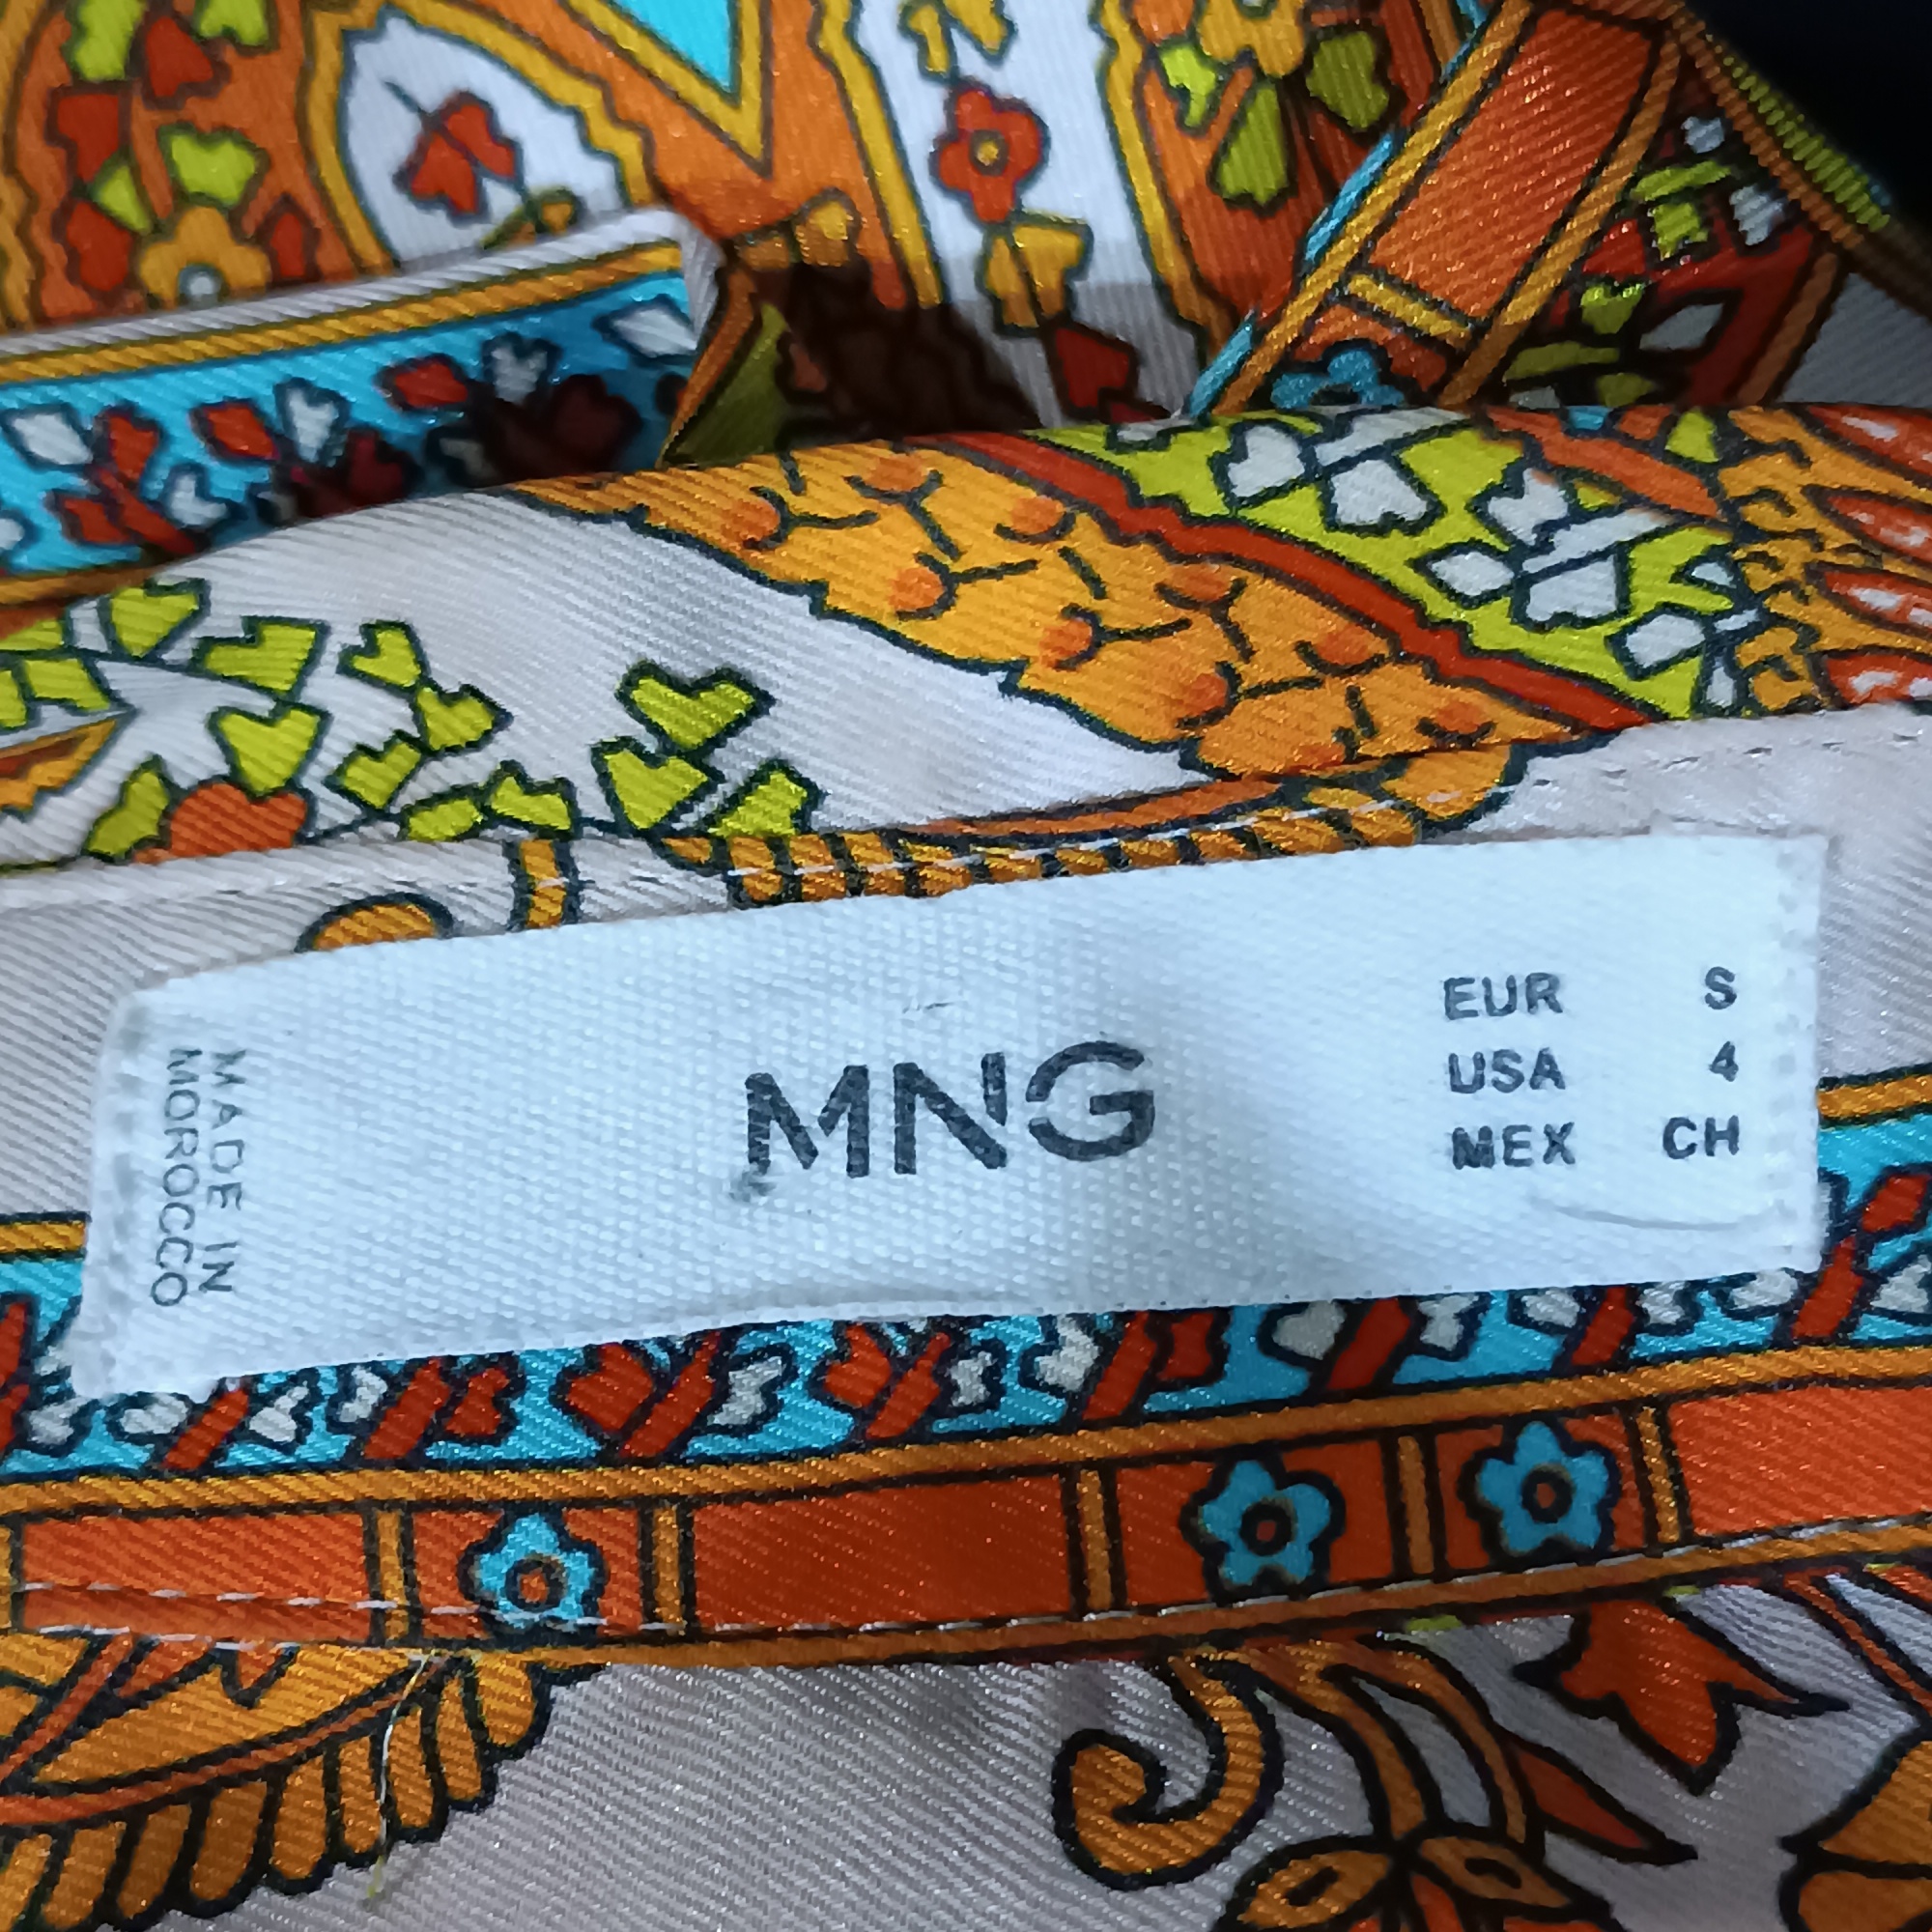 MADE IN
MOROCCO
MNG
EUR S
USA 4
MEX CH